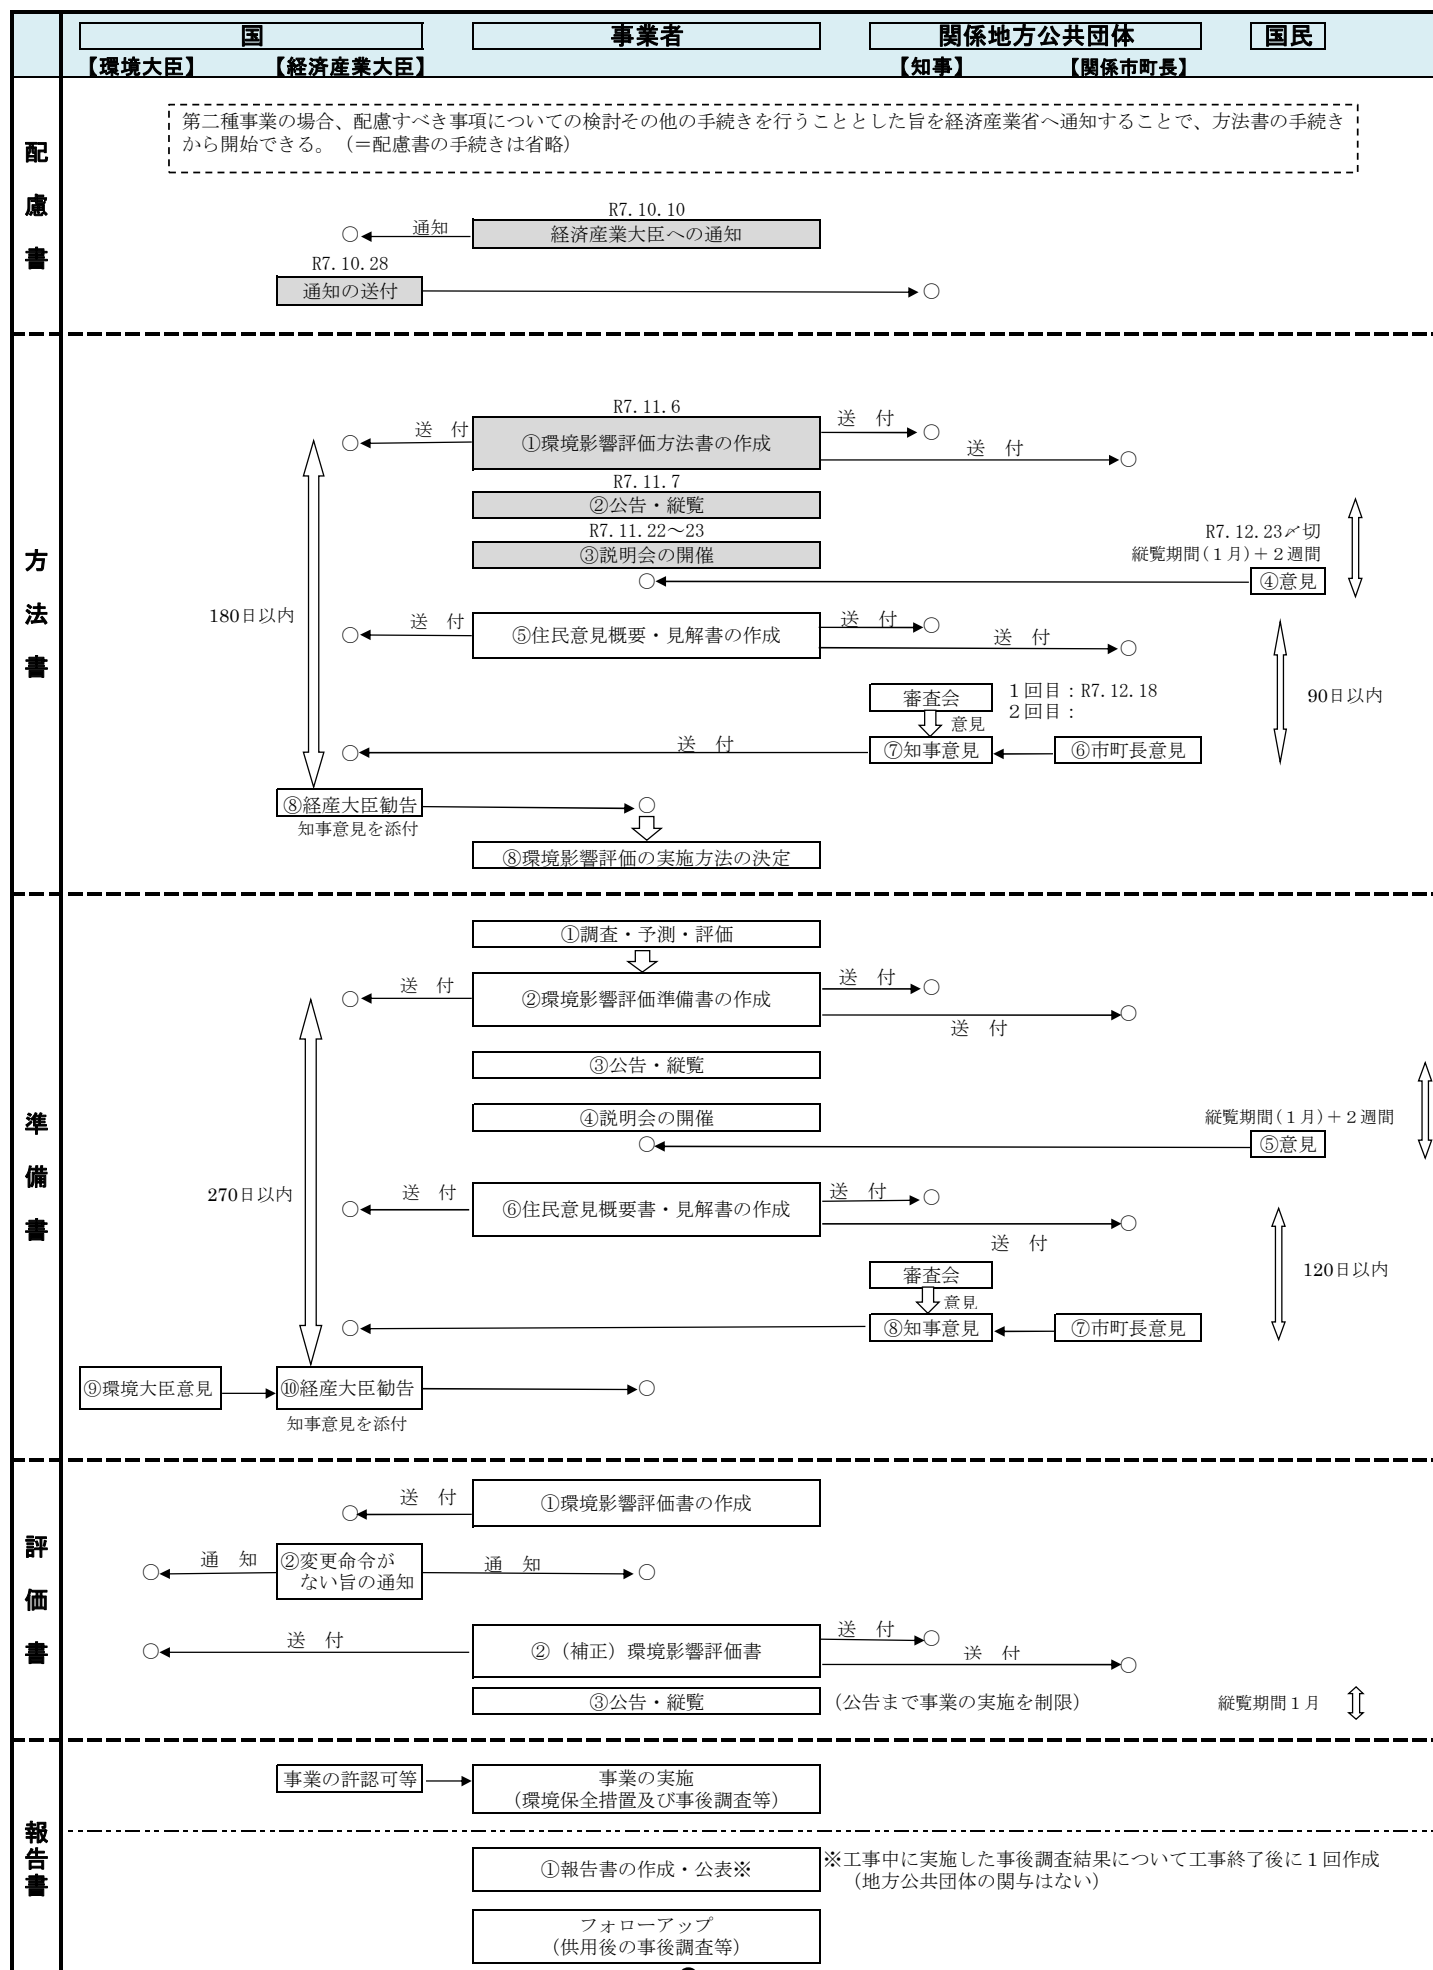 国
事業者
関係地方公共団体
国民
【環境大臣】
【経済産業大臣】
【知事】
【関係市町長】
配慮書
第二種事業の場合、配慮すべき事項についての検討その他の手続きを行うこととした旨を経済産業省へ通知することで、方法書の手続き
から開始できる。（＝配慮書の手続きは省略）
R7.10.10
通知
経済産業大臣への通知
R7.10.28
通知の送付
方法書
R7.11.6
送　付
①環境影響評価方法書の作成
送　付
送　付
R7.11.7
②公告・縦覧
R7.11.22～23
③説明会の開催
R7.12.23〆切
縦覧期間(１月)＋２週間
④意見
180日以内
送　付
⑤住民意見概要・見解書の作成
送　付
送　付
審査会
１回目：R7.12.18
２回目：
意見
90日以内
送　付
⑦知事意見
⑥市町長意見
⑧経産大臣勧告
知事意見を添付
⑧環境影響評価の実施方法の決定
準備書
①調査・予測・評価
送　付
②環境影響評価準備書の作成
送　付
送　付
③公告・縦覧
④説明会の開催
縦覧期間(１月)＋２週間
⑤意見
270日以内
送　付
⑥住民意見概要書・見解書の作成
送　付
送　付
審査会
意見
120日以内
⑧知事意見
⑦市町長意見
⑨環境大臣意見
⑩経産大臣勧告
知事意見を添付
評価書
送　付
①環境影響評価書の作成
通　知
②変更命令が
ない旨の通知
通　知
送　付
②（補正）環境影響評価書
送　付
送　付
③公告・縦覧
（公告まで事業の実施を制限）
縦覧期間１月
報告書
事業の許認可等
事業の実施
（環境保全措置及び事後調査等）
①報告書の作成・公表※
※工事中に実施した事後調査結果について工事終了後に１回作成
（地方公共団体の関与はない）
フォローアップ
（供用後の事後調査等）